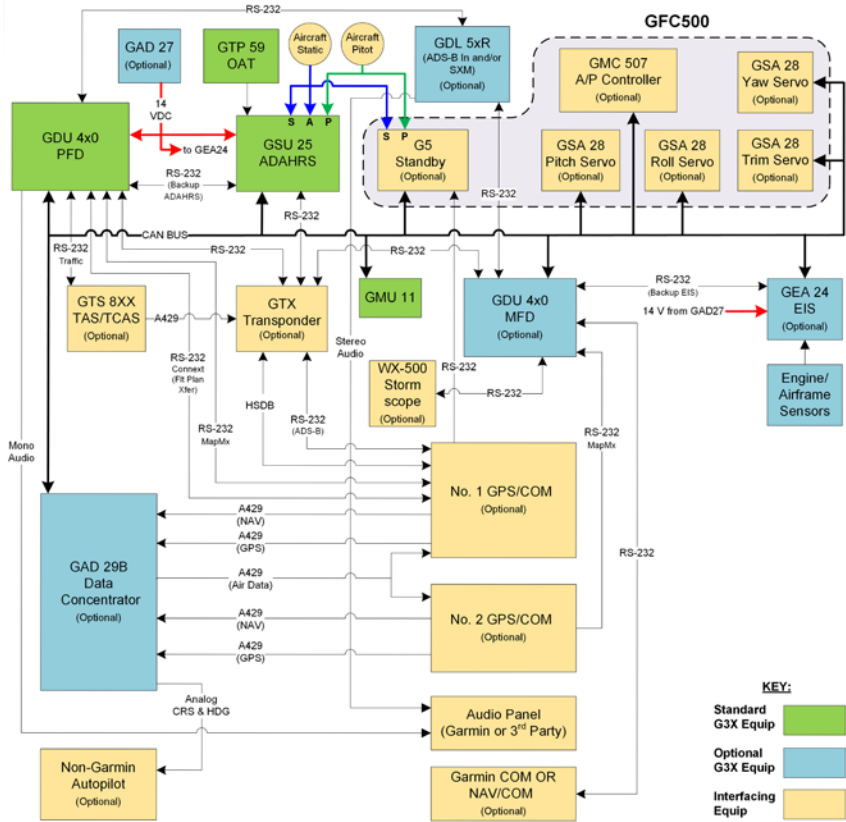 RS-232
GFC500
GAD 27
(Optional)
GTP 59
OAT
Aircraft
Static
Aircraft
Pitot
GDL 5xR
(ADS-B In and/or
SXM)
(Optional)
GMC 507
A/P Controller
(Optional)
GSA 28
Yaw Servo
(Optional)
14
VDC
to GEA24
GDU 4x0
PFD
S A P
GSU 25
ADAHRS
S P
G5
Standby
(Optional)
GSA 28
Pitch Servo
(Optional)
GSA 28
Roll Servo
(Optional)
GSA 28
Trim Servo
(Optional)
RS-232
(Backup
ADAHRS)
RS-232
RS-232
CAN BUS
RS-232
Traffic
RS-232
RS-232
GTS 8XX
TAS/TCAS
(Optional)
A429
GTX
Transponder
(Optional)
GMU 11
GDU 4x0
MFD
(Optional)
RS-232
(Backup EIS)
14 V from GAD27
GEA 24
EIS
(Optional)
Stereo
Audio
RS-232
Connext
(Flt Plan
Xfer)
RS-232
WX-500
Storm
scope
(Optional)
RS-232
Engine/
Airframe
Sensors
HSDB
RS-232
(ADS-B)
RS-232
MapMx
RS-232
MapMx
Mono
Audio
No. 1 GPS/COM
(Optional)
A429
(NAV)
A429
(GPS)
RS-232
GAD 29B
Data
Concentrator
(Optional)
A429
(Air Data)
A429
(NAV)
No. 2 GPS/COM
(Optional)
A429
(GPS)
Analog
CRS & HDG
Audio Panel
(Garmin or 3rd Party)
Non-Garmin
Autopilot
(Optional)
Garmin COM OR
NAV/COM
(Optional)
KEY:
Standard
G3X Equip
Optional
G3X Equip
Interfacing
Equip